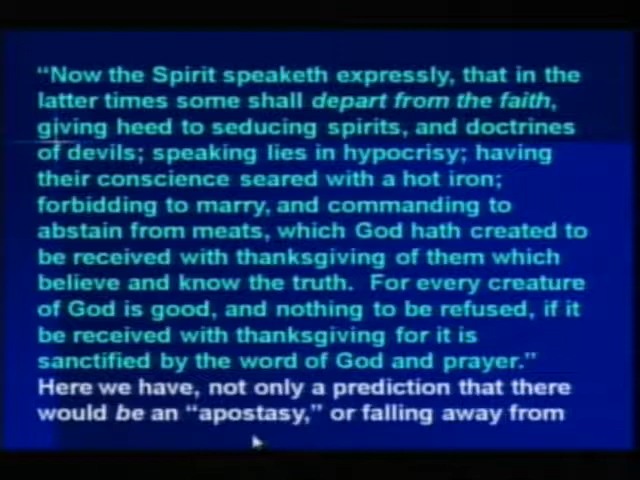 “Now the Spirit speaketh expressly, that in the
latter times some shall depart from the faith,
giving heed to seducing spirits, and doctrines
of devils; speaking lies in hypocrisy; having
their conscience seared with a hot iron;
forbidding to marry, and commanding to
abstain from meats, which God hath created to
be received with thanksgiving of them which
believe and know the truth.  For every creature
of God is good, and nothing to be refused, if it
be received with thanksgiving for it is
sanctified by the word of God and prayer.”
Here we have, not only a prediction that there
would be an “apostasy,” or falling away from